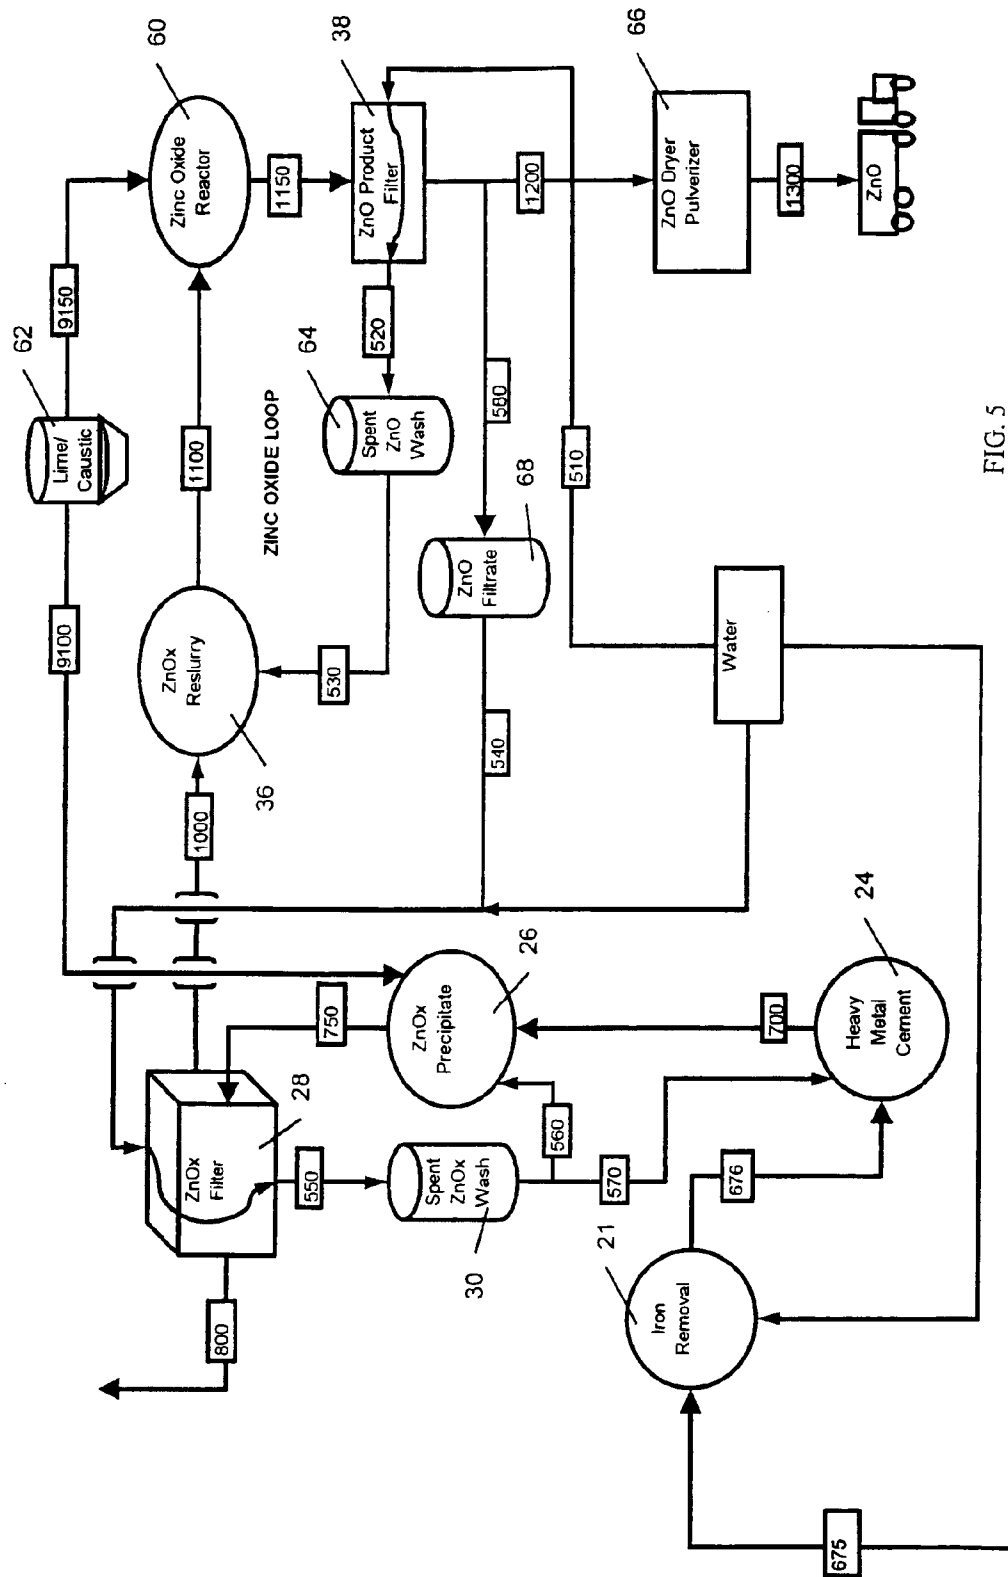 60
38
66
62
Zinc Oxide
Reactor
1150
ZnO Product
Filter
1200
ZnO Dryer
Pulverizer
1300
ZnO
9150
Lime/
Caustic
9100
1100
ZINC OXIDE LOOP
520
64
Spent
ZnO
Wash
580
68
510
ZnO
Filtrate
ZnOx
Reslurry
36
530
540
Water
1000
750
ZnOx
Precipitate
26
700
Heavy
Metal
Cement
24
ZnOx
Filter
28
550
Spent
ZnOx
Wash
30
560
570
676
21
Iron
Removal
800
675
FIG. 5